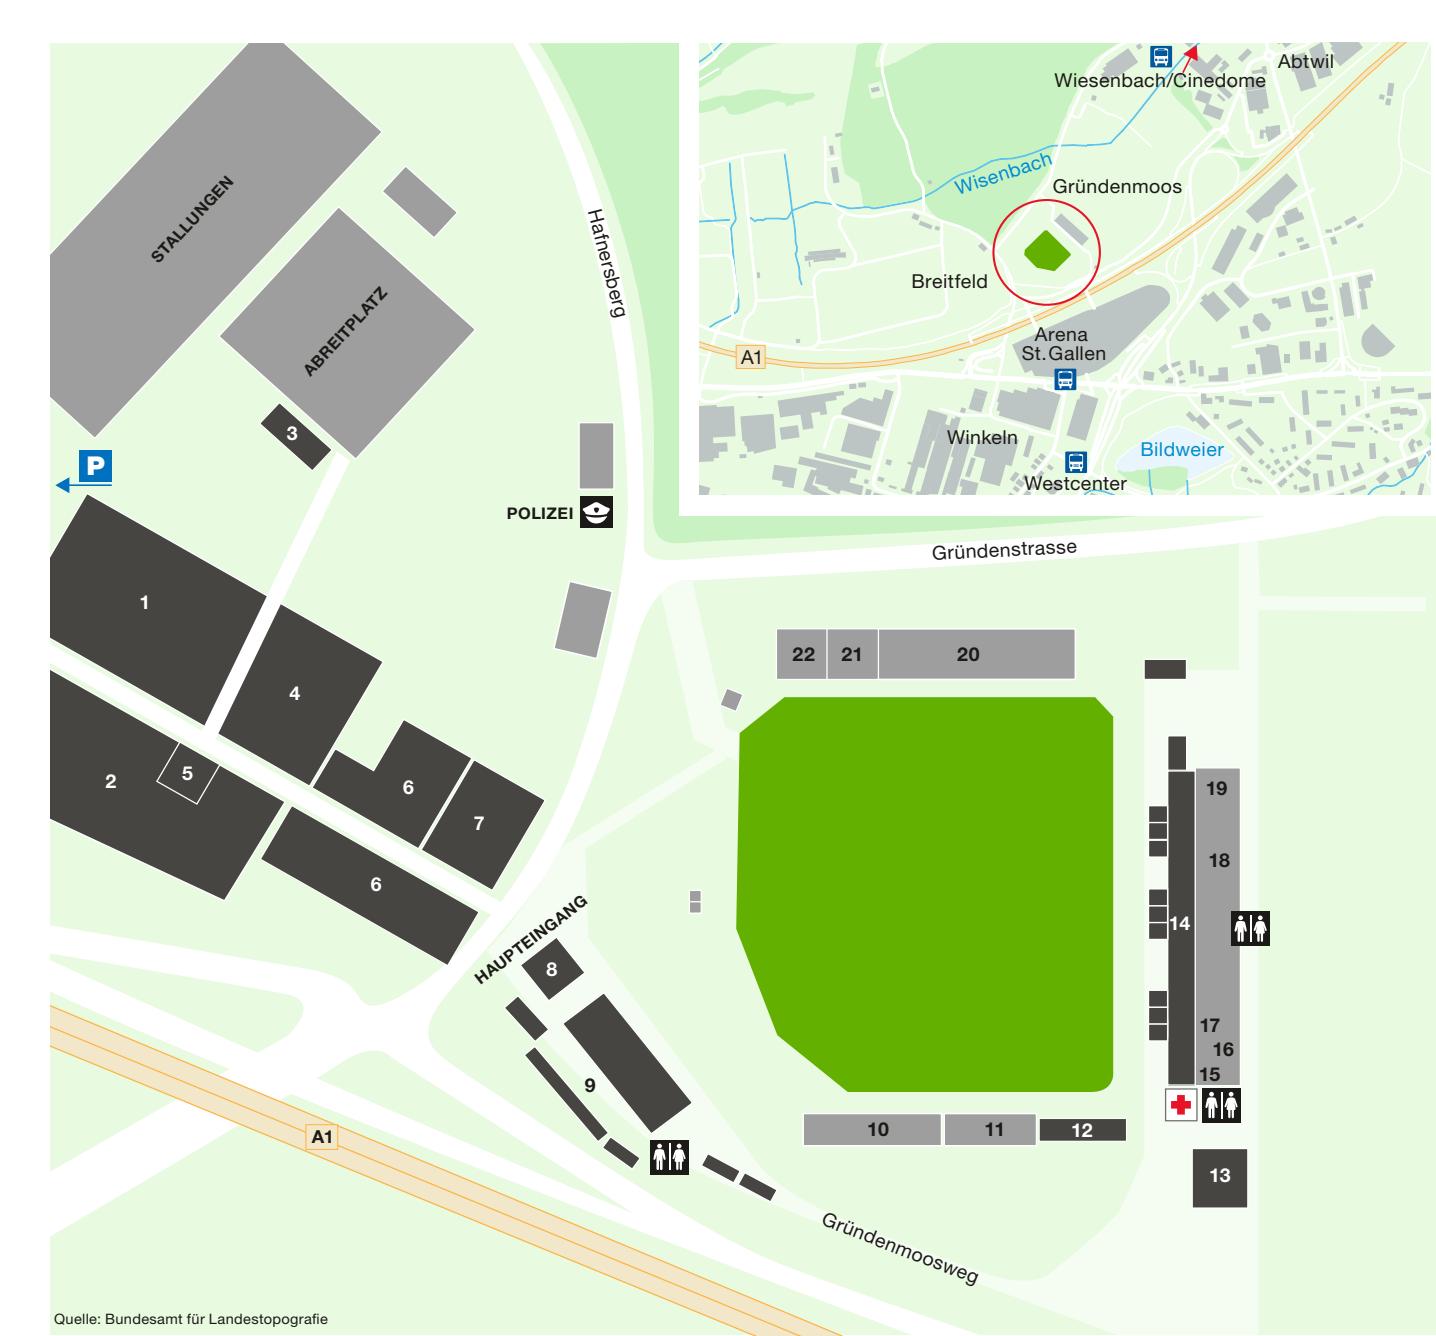 STALLUNGEN
ABREITPLATZ
3
P
POLIZEI
Hafnersberg
Wiesenbach/Cinedome
Abtwil
Wisenbach
Gründenmoos
Breitfeld
Arena
St.Gallen
A1
Winkeln
Bildweier
Westcenter
Gründenstrasse
1
4
2
5
6
7
6
22
21
20
19
18
14
17
16
15
HAUPTEINGANG
8
9
10
11
12
13
A1
Gründenmoosweg
Quelle: Bundesamt für Landestopografie